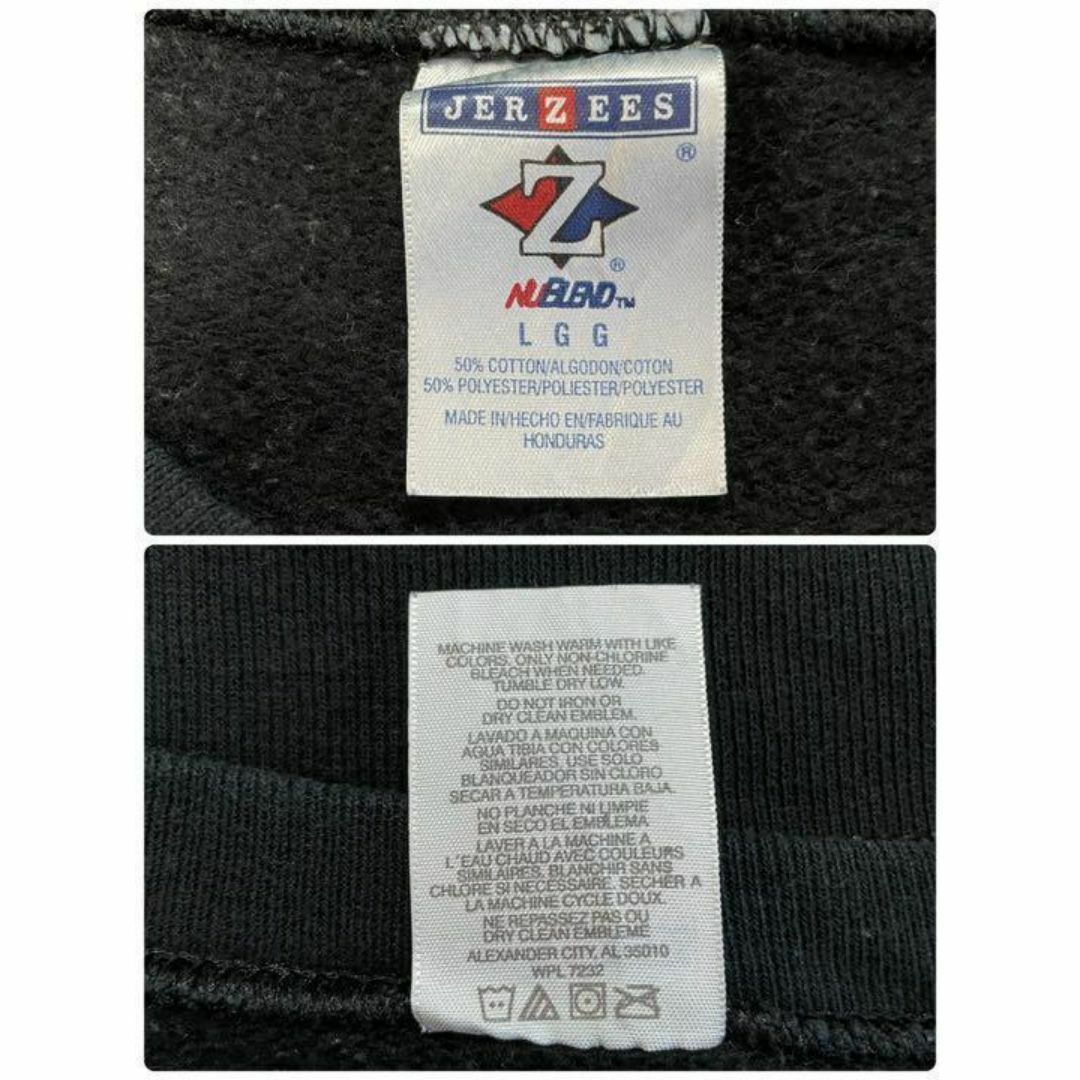 JERZEES
®
Z
®
NUBLEND™
L G G
50% COTTON/ALGODON/COTON
50% POLYESTER/POLIESTER/POLYESTER
MADE IN/HECHO EN/FABRIQUE AU
HONDURAS
MACHINE WASH WARM WITH LIKE
COLORS. ONLY NON-CHLORINE
BLEACH WHEN NEEDED.
TUMBLE DRY LOW.
DO NOT IRON OR
DRY CLEAN EMBLEM.
LAVADO A MAQUINA CON
AGUA TIBIA CON COLORES
SIMILARES. USE SOLO
BLANQUEADOR SIN CLORO
SECAR A TEMPERATURA BAJA.
NO PLANCHE NI LIMPIE
EN SECO EL EMBLEMA
LAVER A LA MACHINE A
L'EAU CHAUD AVEC COULEURS
SIMILAIRES. BLANCHIR SANS
CHLORE SI NECESSAIRE. SECHER A
LA MACHINE CYCLE DOUX.
NE REPASSEZ PAS OU
DRY CLEAN EMBLEME
ALEXANDER CITY, AL 35010
WPL 7232